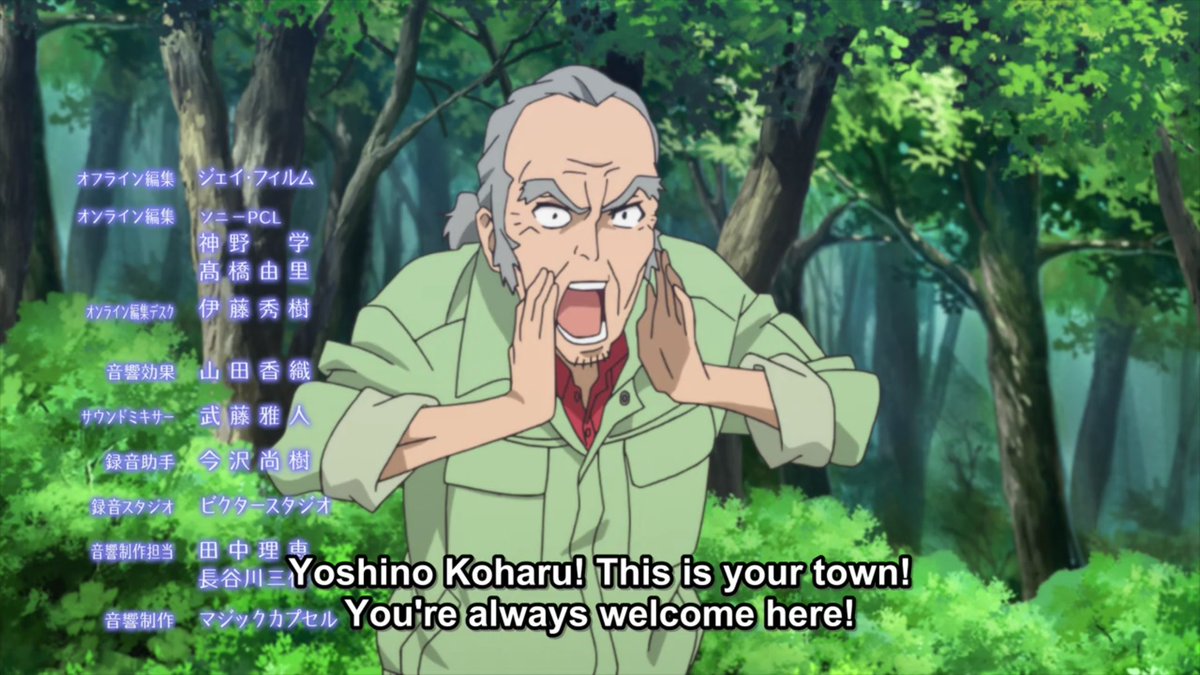 オフライン編集 ジェイ・フィルム
オンライン編集 ソニーPCL
神野 学
髙橋由里
オンライン編集デスク 伊藤秀樹
音響効果 山田香織
サウンドミキサー 武藤雅人
録音助手 今沢尚樹
録音スタジオ ビクタースタジオ
音響制作担当 田中理恵
長谷川三
音響制作 マジックカプセル
Yoshino Koharu! This is your town!
You're always welcome here!